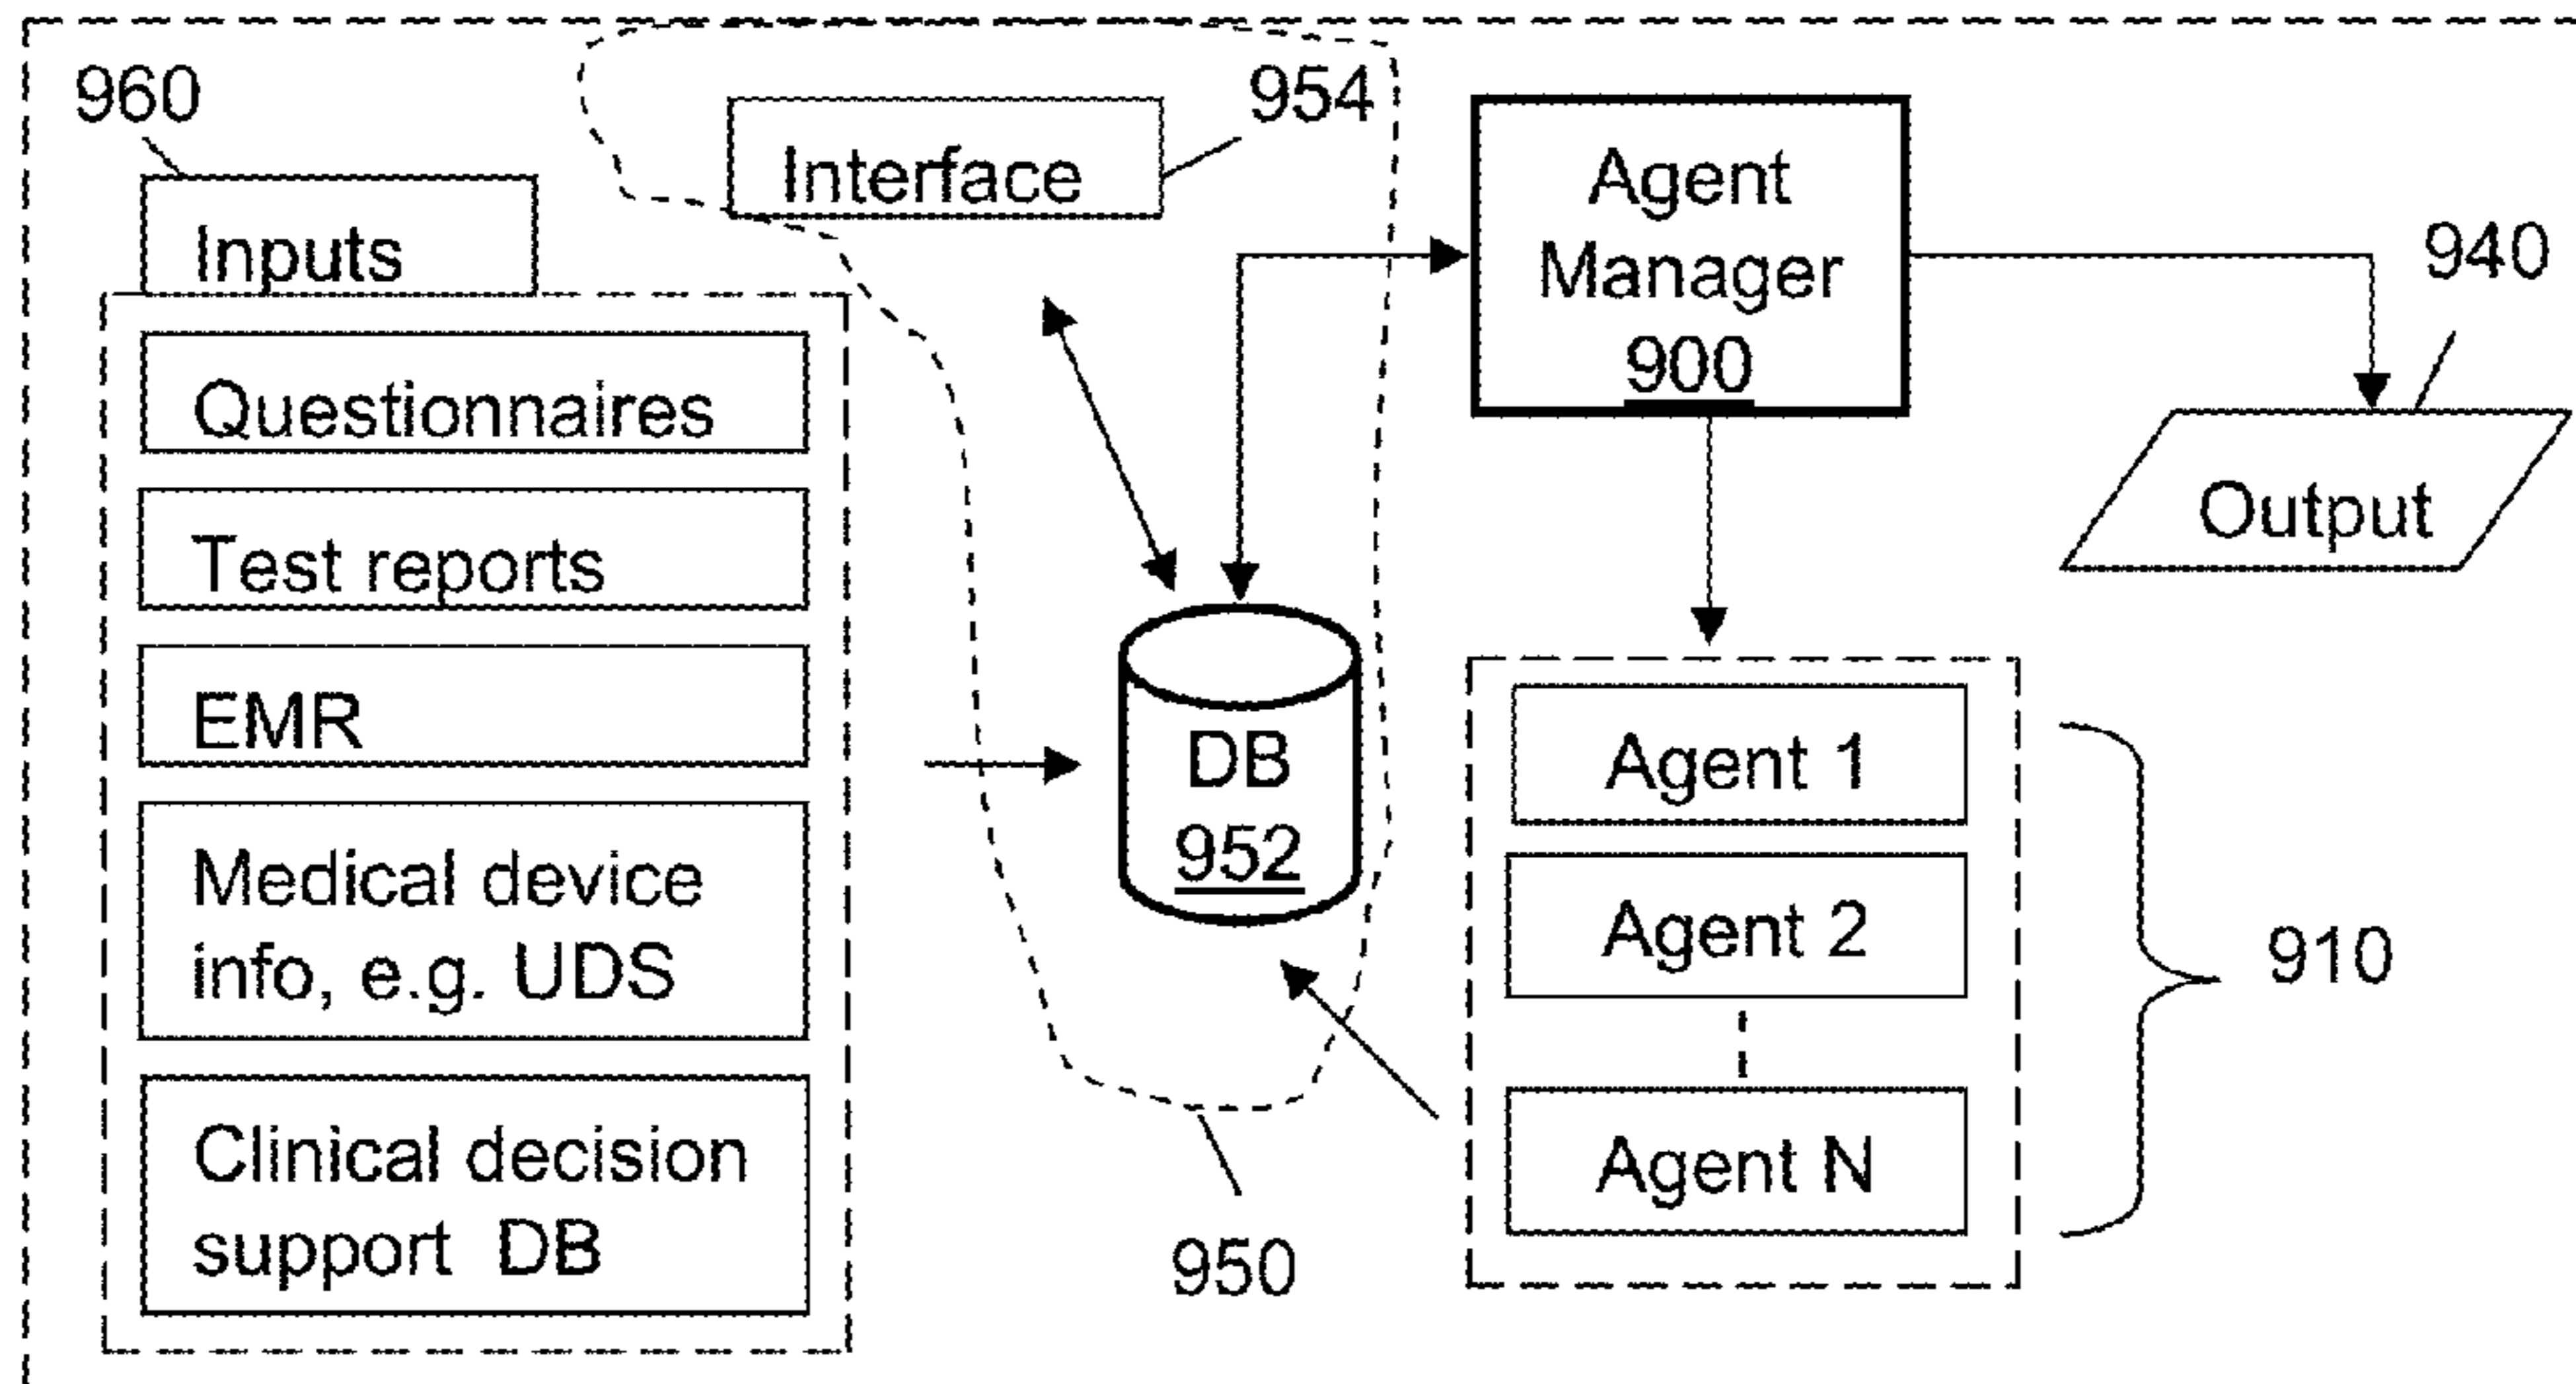 960
Inputs
Questionnaires
Test reports
EMR
Medical device
info, e.g. UDS
Clinical decision
support DB
Interface
954
DB
952
950
Agent
Manager
900
940
Output
Agent 1
Agent 2
Agent N
910